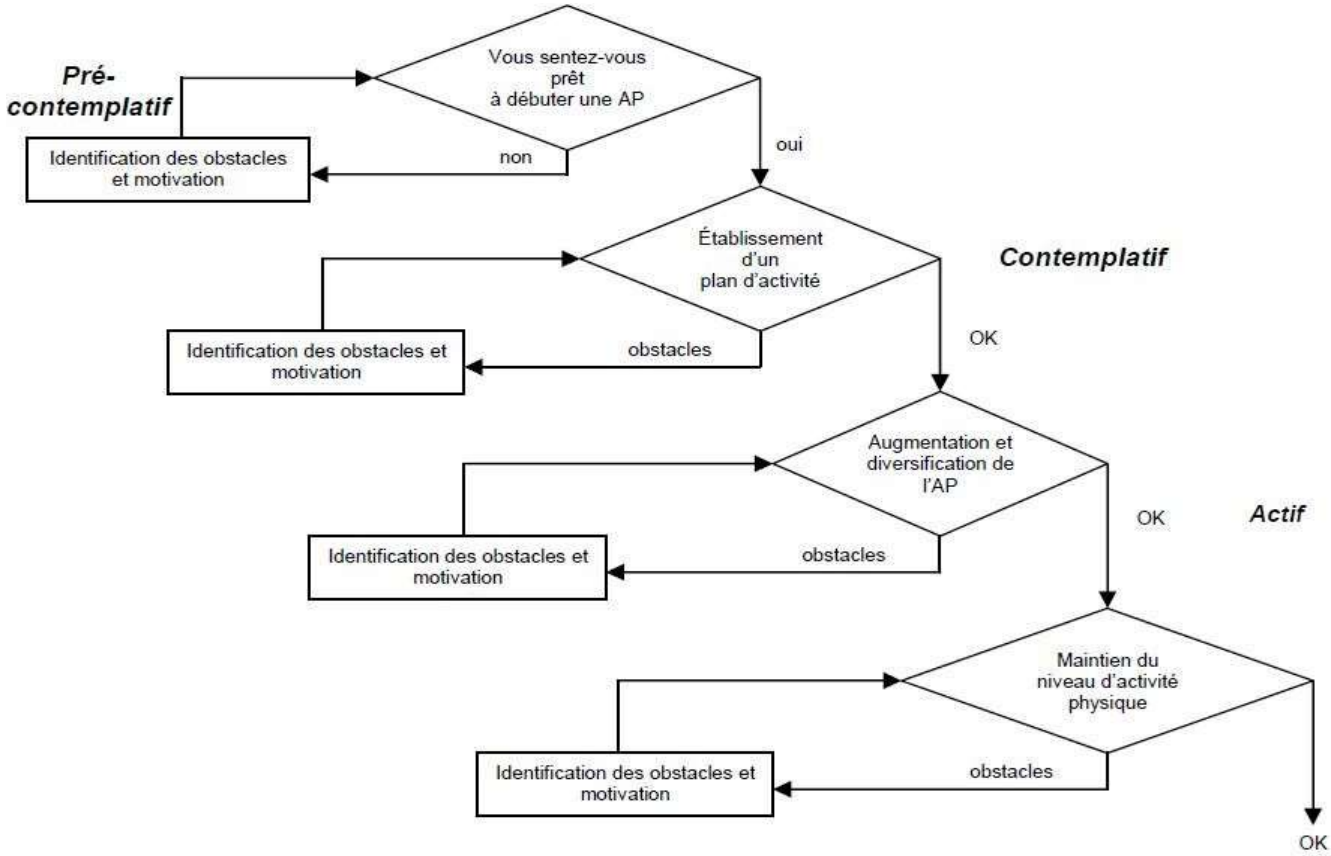 Vous sentez-vous
prêt
à débuter une AP
Pré-
contemplatif
Identification des obstacles
et motivation
non
oui
Établissement
d'un
plan d'activité
Contemplatif
Identification des obstacles et
motivation
obstacles
OK
Augmentation et
diversification de
l'AP
OK
Actif
Identification des obstacles et
motivation
obstacles
Maintien du
niveau d'activité
physique
Identification des obstacles et
motivation
obstacles
OK